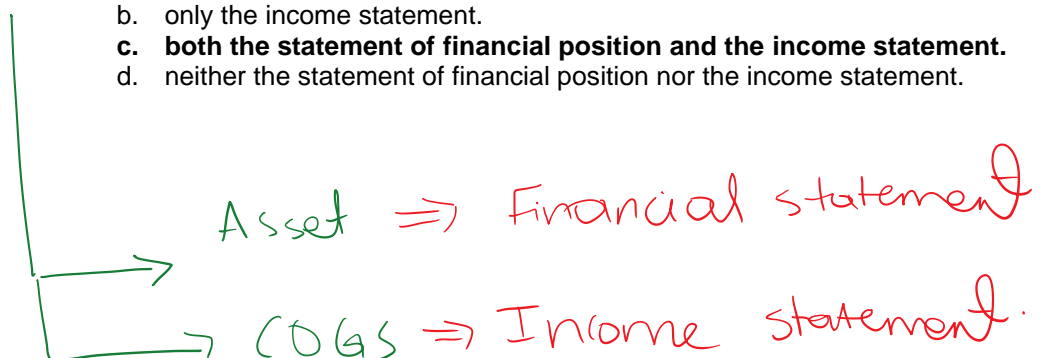 b. only the income statement.
c. both the statement of financial position and the income statement.
d. neither the statement of financial position nor the income statement.
Asset => Financial statement
COGS => Income statement.